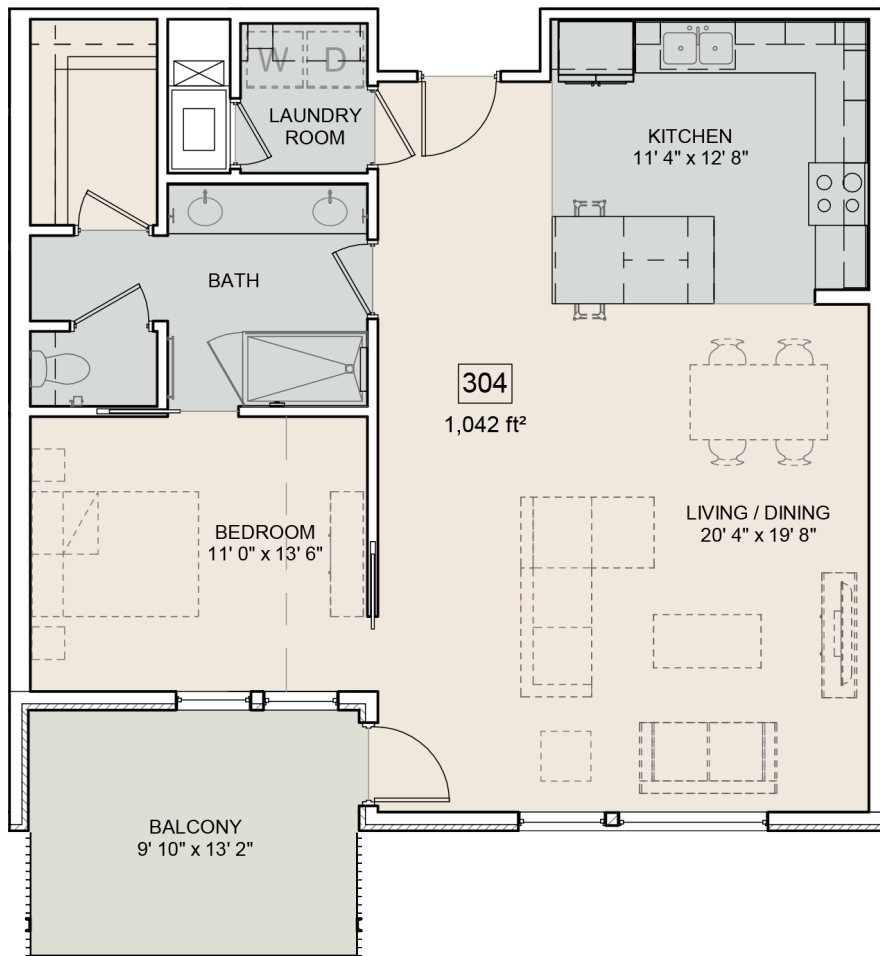 W D
LAUNDRY
ROOM
KITCHEN
11' 4" x 12' 8"
BATH
304
1,042 ft²
BEDROOM
11' 0" x 13' 6"
LIVING / DINING
20' 4" x 19' 8"
BALCONY
9' 10" x 13' 2"